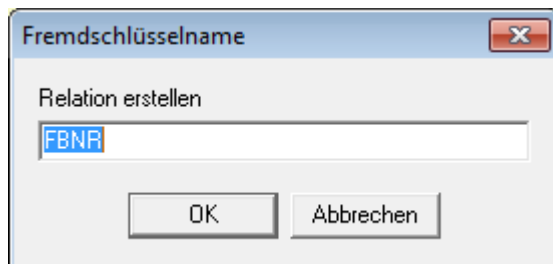 Fremdschlüsselname
Relation erstellen
FBNR
OK
Abbrechen